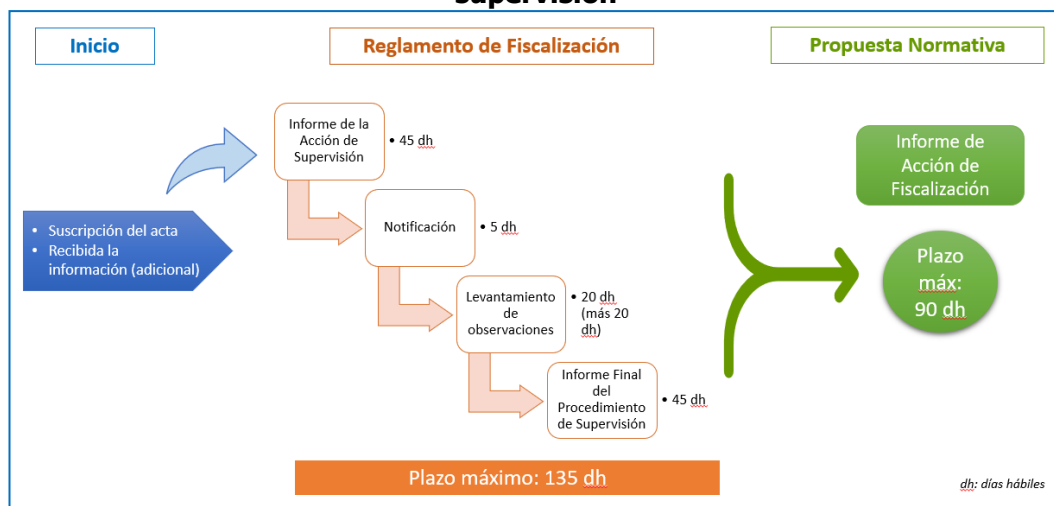 Supervisión
Inicio
Reglamento de Fiscalización
Propuesta Normativa
Informe de la
Acción de
Supervisión
• 45 dh
• Suscripción del acta
• Recibida la
información (adicional)
Notificación
• 5 dh
Levantamiento
de
observaciones
• 20 dh
(más 20
dh)
Informe Final
del
Procedimiento
de Supervisión
• 45 dh
Informe de
Acción de
Fiscalización
Plazo
máx:
90 dh
Plazo máximo: 135 dh
dh: días hábiles